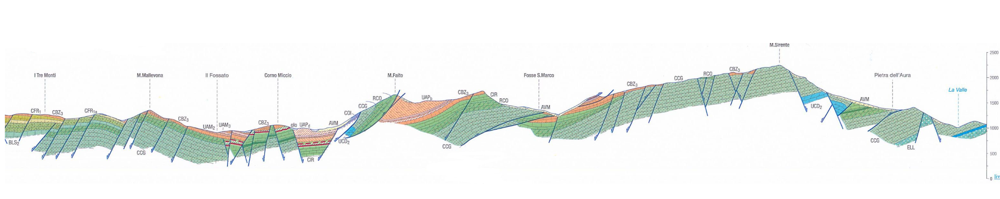 M.Sirente
2500
I Tre Monti
M.Mallevona
Il Fossato
Corno Miccio
M.Faito
Fosse S.Marco
CBZ3
RCO
CCG
Pietra dell'Aura
2000
La Valle
CBZ3
CBZ3
UAPb
CIR
RCO
RCO
CCG
COI
AVM
AVM
UCD2
1500
CFR1
CBZ3
CFR1a
CBZ3
UAM2
UAM3
CBZ3
olo
UAPd
AVM
1000
BLS2
UCD2
CCG
CCG
CIR
CCG
ELL
500
0
liv